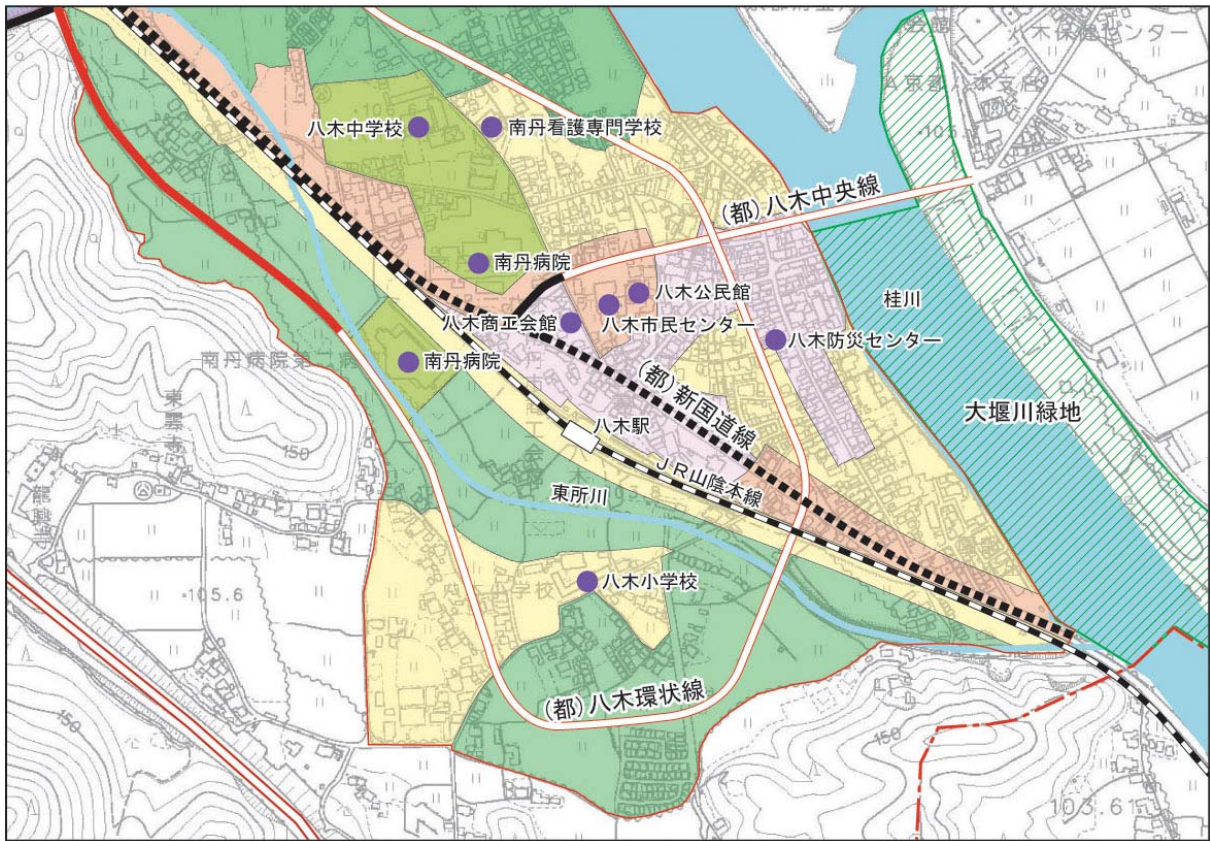 八木保健センター
八木中学校
南丹看護専門学校
(都)八木中央線
南丹病院
八木公民館
八木商工会館
八木市民センター
桂川
八木防災センター
南丹病院
(都)新国道線
大堰川緑地
八木駅
JR山陰本線
東所川
八木小学校
(都)八木環状線
150
105.6
150
103.61